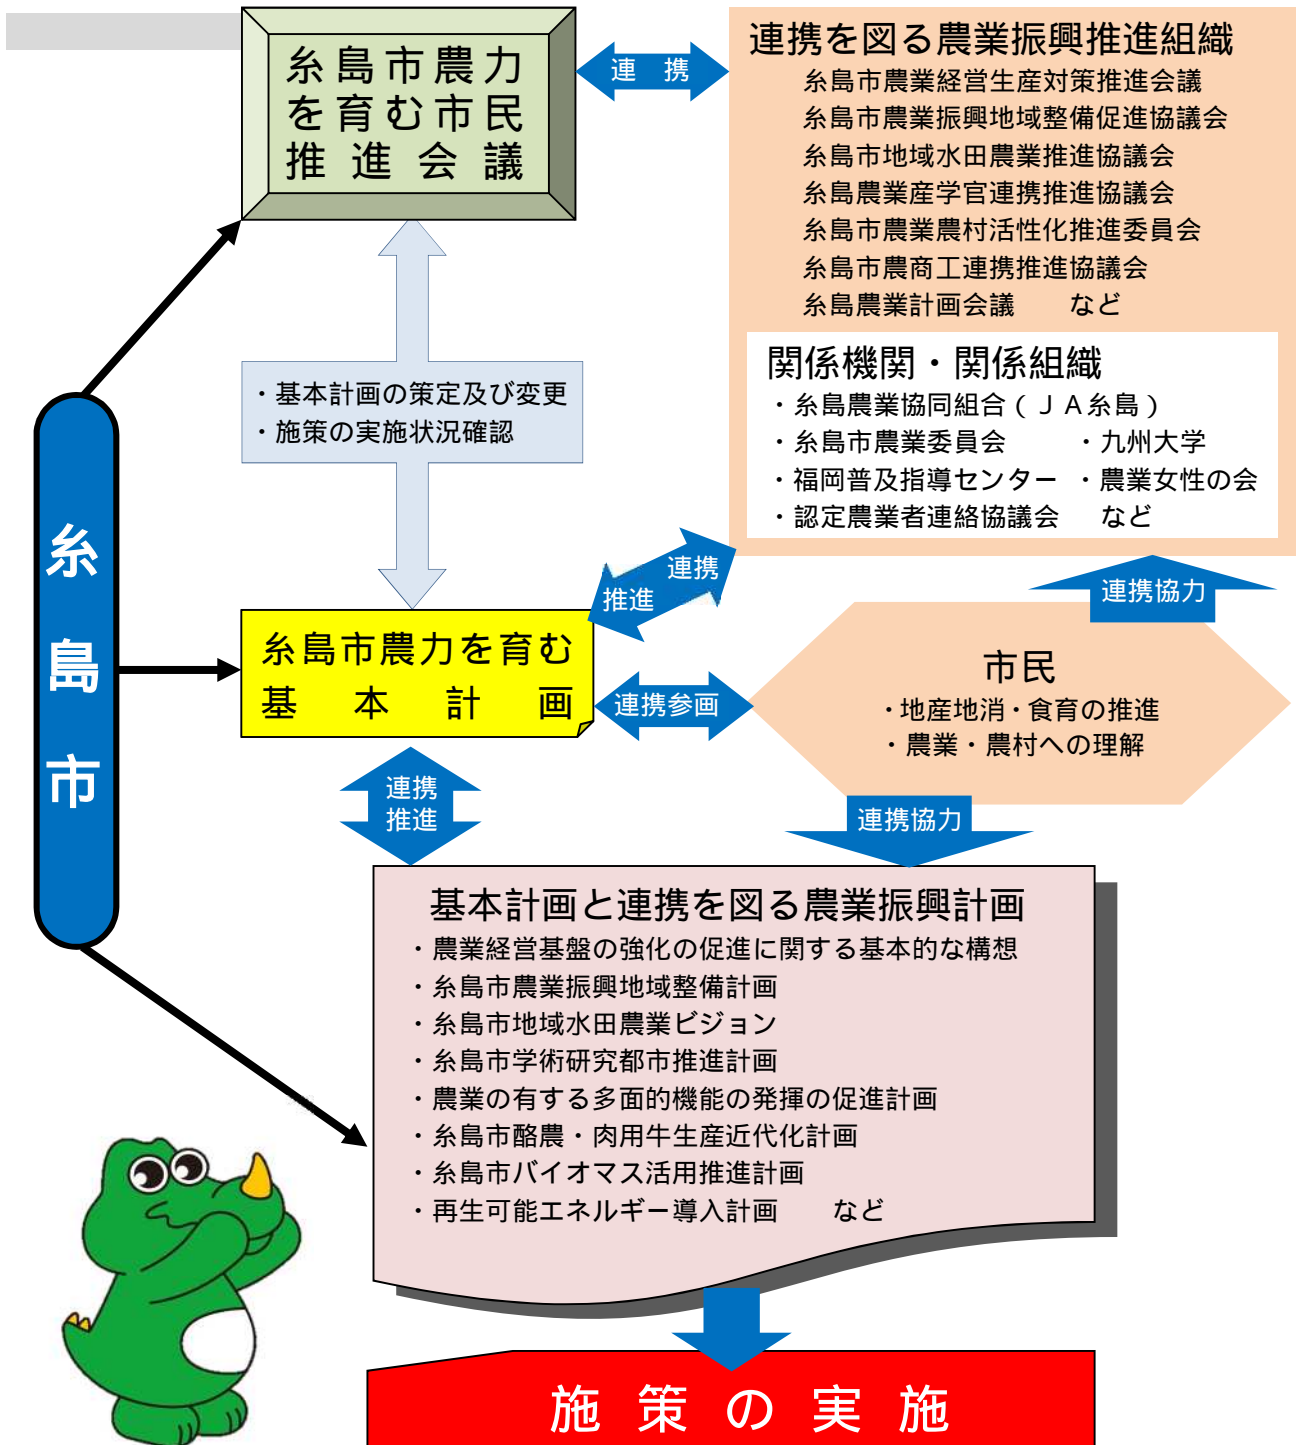 糸島市農力
を育む市民
推進会議
連携
連携を図る農業振興推進組織
糸島市農業経営生産対策推進会議
糸島市農業振興地域整備促進協議会
糸島市地域水田農業推進協議会
糸島農業産学官連携推進協議会
糸島市農業農村活性化推進委員会
糸島市農商工連携推進協議会
糸島農業計画会議 など
関係機関・関係組織
・糸島農業協同組合(JA糸島)
・糸島市農業委員会 ・九州大学
・福岡普及指導センター ・農業女性の会
・認定農業者連絡協議会 など
・基本計画の策定及び変更
・施策の実施状況確認
糸島市
連携
推進
連携協力
糸島市農力を育む
基本計画
連携参画
市民
・地産地消・食育の推進
・農業・農村への理解
連携
推進
連携協力
基本計画と連携を図る農業振興計画
・農業経営基盤の強化の促進に関する基本的な構想
・糸島市農業振興地域整備計画
・糸島市地域水田農業ビジョン
・糸島市学術研究都市推進計画
・農業の有する多面的機能の発揮の促進計画
・糸島市酪農・肉用牛生産近代化計画
・糸島市バイオマス活用推進計画
・再生可能エネルギー導入計画 など
施策の実施